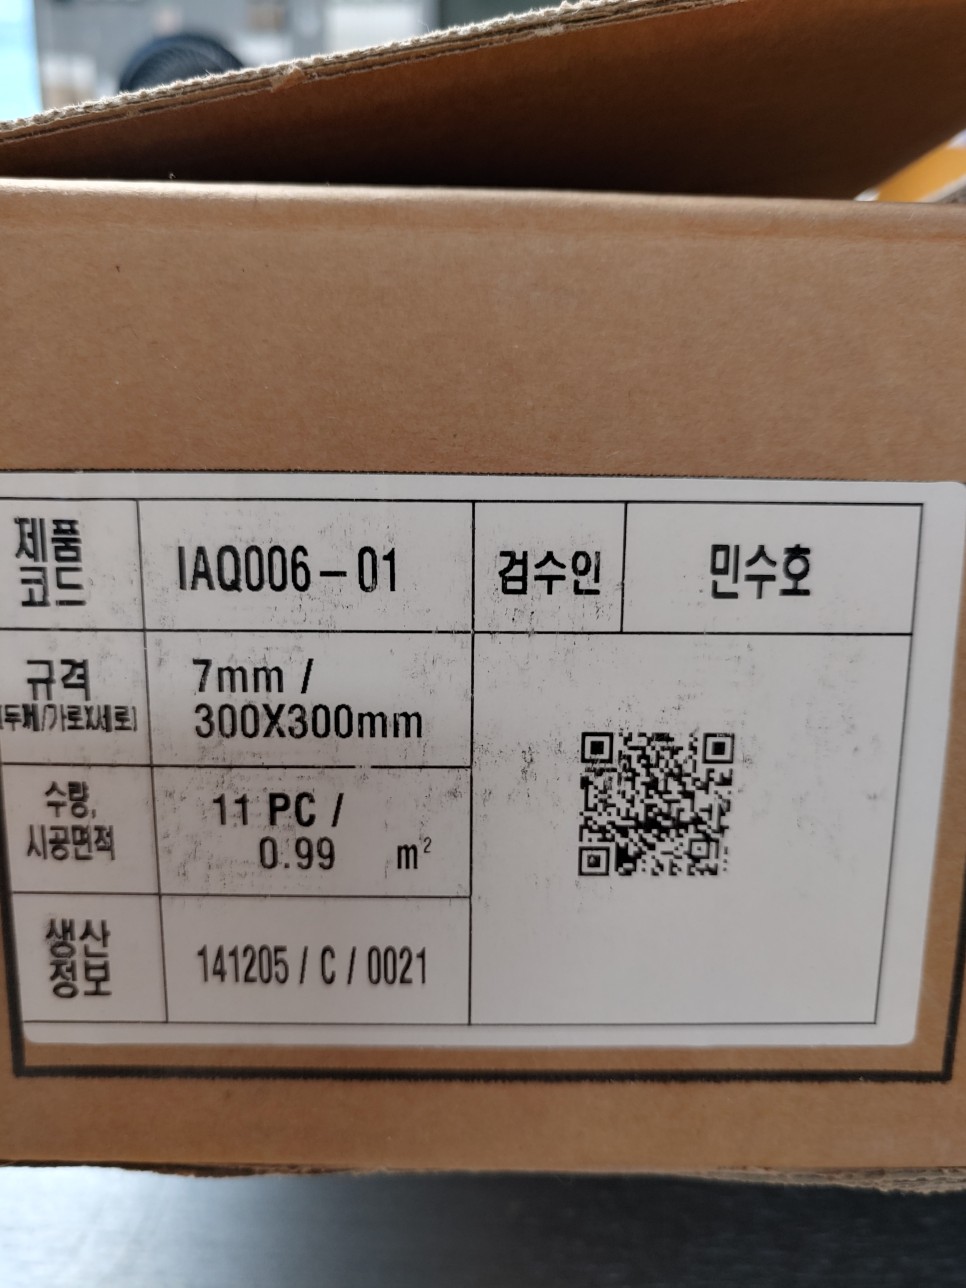 제품
코드
IAQ006-01
검수인
민수호
규격
(두께/가로X세로)
7mm /
300X300mm
수량,
시공면적
11 PC /
0.99 m²
생산
정보
141205 / C / 0021